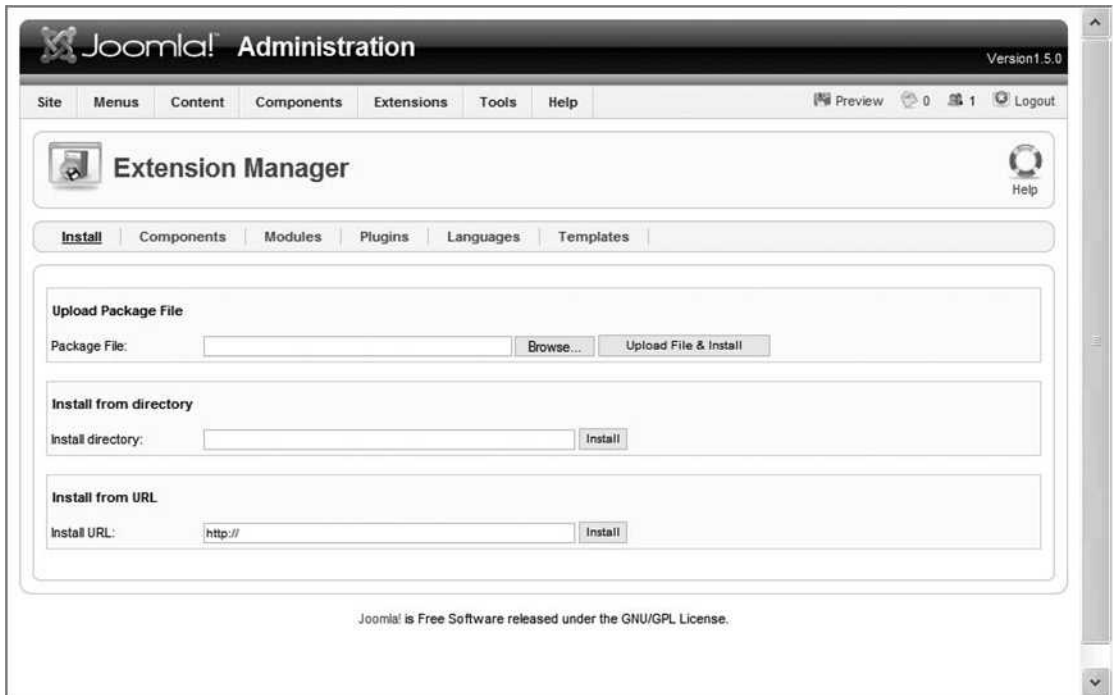 Joomla!™ Administration
Version1.5.0
Site Menus Content Components Extensions Tools Help Preview 0 1 Logout
Extension Manager
Help
Install Components Modules Plugins Languages Templates
Upload Package File
Package File: Browse... Upload File & Install
Install from directory
Install directory: Install
Install from URL
Install URL: http:// Install
Joomla! is Free Software released under the GNU/GPL License.